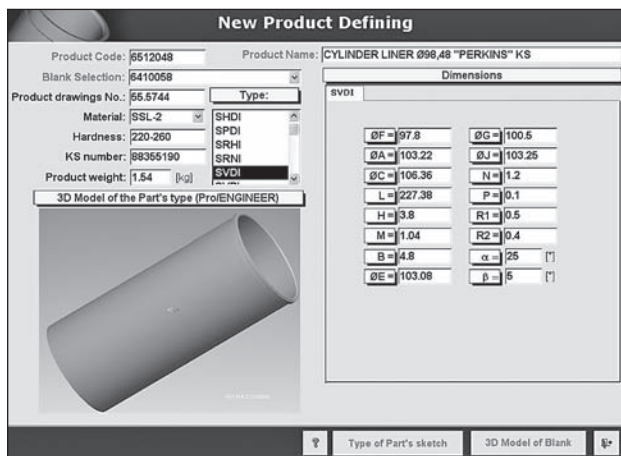 New Product Defining
Product Code: 6512048
Product Name: CYLINDER LINER Ø98,48 "PERKINS" KS
Blank Selection: 6410058
Product drawings No.: 55.5744
Type:
Material: SSL-2
Hardness: 220-260
KS number: 88355190
Product weight: 1.54 [kg]
SHDI
SPDI
SRHI
SRNI
SVDI
3D Model of the Part's type (Pro/ENGINEER)
Dimensions
SVDI
ØF = 97.8
ØG = 100.5
ØA = 103.22
ØJ = 103.25
ØC = 106.36
N = 1.2
L = 227.38
P = 0.1
H = 3.8
R1 = 0.5
M = 1.04
R2 = 0.4
B = 4.8
α = 25 [°]
ØE = 103.08
β = 5 [°]
? Type of Part's sketch 3D Model of Blank